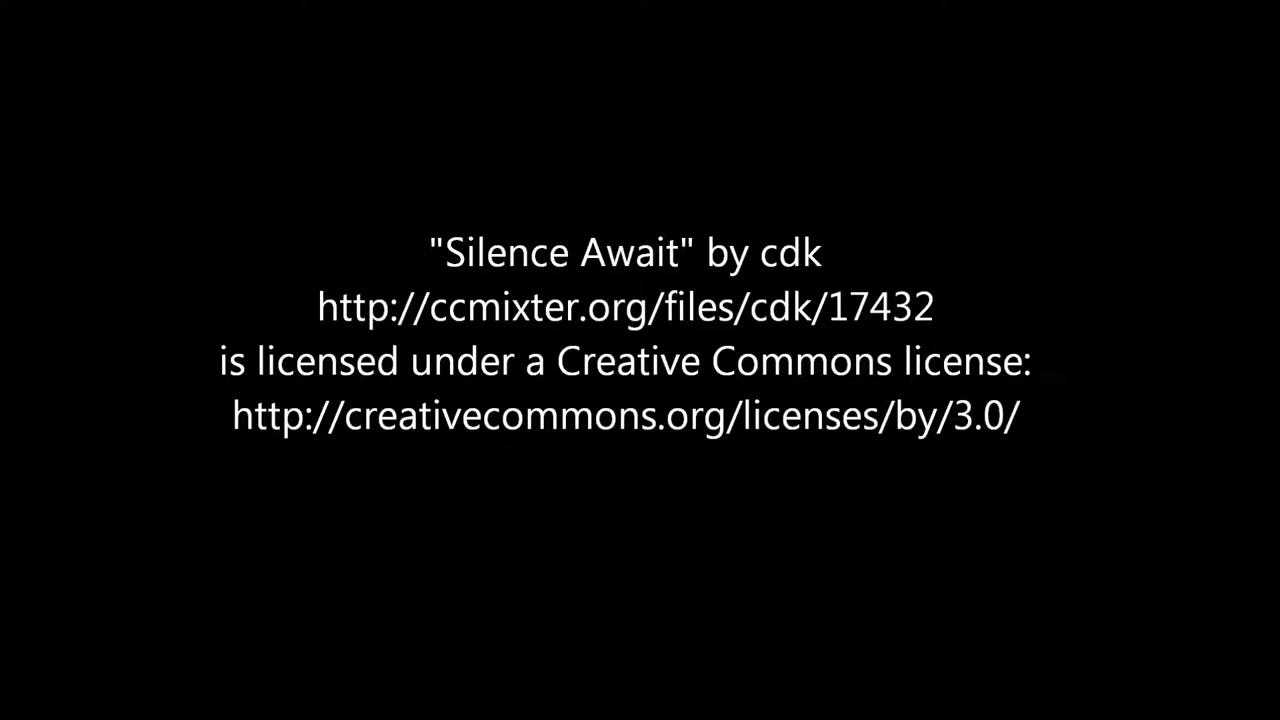 "Silence Await" by cdk
http://ccmixter.org/files/cdk/17432
is licensed under a Creative Commons license:
http://creativecommons.org/licenses/by/3.0/